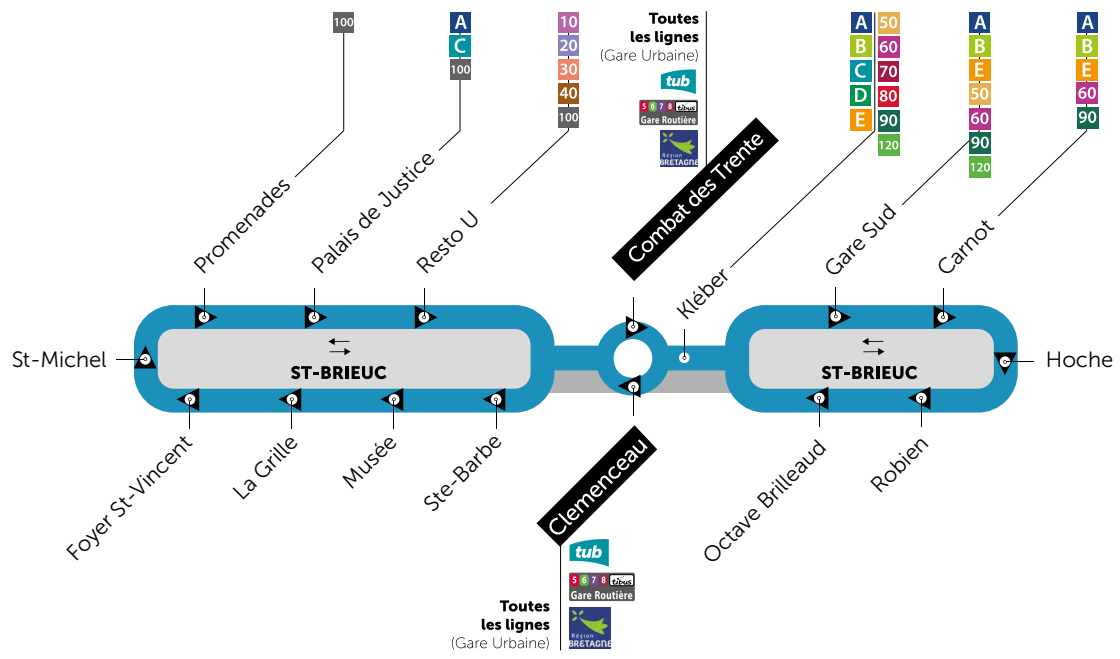 100
A
C
100
10
20
30
40
100
Toutes
les lignes
(Gare Urbaine)
tub
5 6 7 8 tibus
Gare Routière
Région
BRETAGNE
A 50
B 60
C 70
D 80
E 90
120
A
B
E
50
60
90
120
A
B
E
60
90
Promenades
Palais de Justice
Resto U
Combat des Trente
Kléber
Gare Sud
Carnot
St-Michel
ST-BRIEUC
ST-BRIEUC
Hoche
Foyer St-Vincent
La Grille
Musée
Ste-Barbe
Clemenceau
Octave Brilleaud
Robien
tub
5 6 7 8 tibus
Gare Routière
Toutes
les lignes
(Gare Urbaine)
Région
BRETAGNE